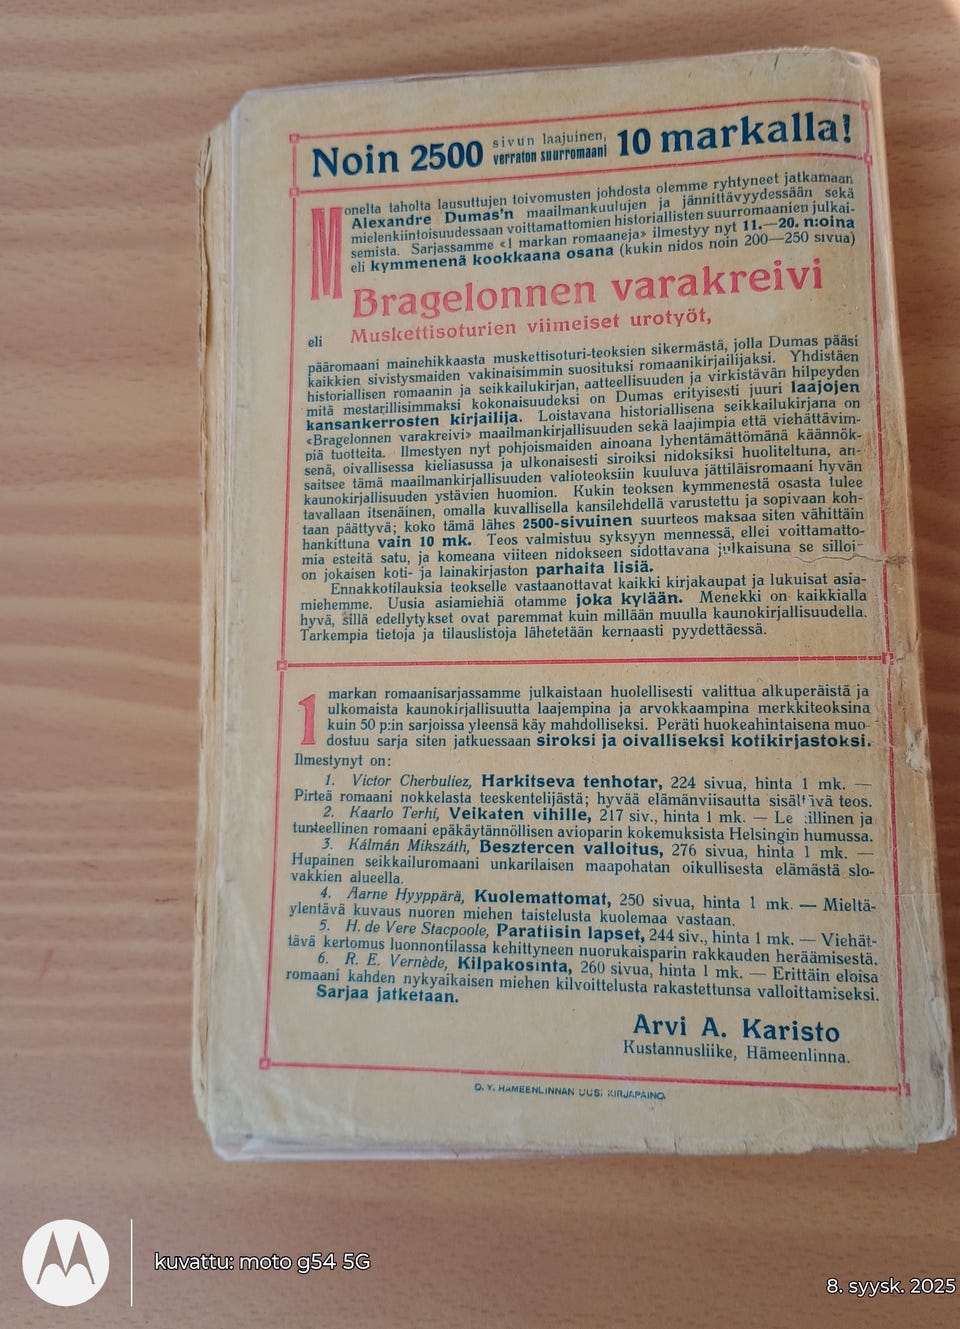 Noin 2500 sivun laajuinen, verraton suurromaani 10 markalla!
Monelta taholta lausuttujen toivomusten johdosta olemme ryhtyneet jatkamaan
Alexandre Dumas'n maailmankuulujen ja jännittävyydessään sekä
mielenkiintoisuudessaan voittamattomien historiallisten suurromaanien julkai-
semista. Sarjassamme «1 markan romaaneja» ilmestyy nyt 11.—20. n:oina
eli kymmenenä kookkaana osana (kukin nidos noin 200—250 sivua)
Bragelonnen varakreivi
eli Muskettisoturien viimeiset urotyöt,
pääromaani mainehikkaasta muskettisoturi-teoksien sikermästä, jolla Dumas pääsi
kaikkien sivistysmaiden vakinaisimmin suosituksi romaanikirjailijaksi. Yhdistäen
historiallisen romaanin ja seikkailukirjan, aatteellisuuden ja virkistävän hilpeyden
mitä mestarillisimmaksi kokonaisuudeksi on Dumas erityisesti juuri laajojen
kansankerrosten kirjailija. Loistavana historiallisena seikkailukirjana on
«Bragelonnen varakreivi» maailmankirjallisuuden sekä laajimpia että viehättävim-
piä tuotteita. Ilmestyen nyt pohjoismaiden ainoana lyhentämättömänä käännök-
senä, oivallisessa kieliasussa ja ulkonaisesti siroiksi nidoksiksi huoliteltuna, an-
saitsee tämä maailmankirjallisuuden valioteoksiin kuuluva jättiläisromaani hyvän
kaunokirjallisuuden ystävien huomion. Kukin teoksen kymmenestä osasta tulee
tavallaan itsenäinen, omalla kuvallisella kansilehdellä varustettu ja sopivaan koh-
taan päättyvä; koko tämä lähes 2500-sivuinen suurteos maksaa siten vähittäin
hankittuna vain 10 mk. Teos valmistuu syksyyn mennessä, ellei voittamatto-
mia esteitä satu, ja komeana viiteen nidokseen sidottavana julkaisuna se silloin
on jokaisen koti- ja lainakirjaston parhaita lisiä.
Ennakkotilauksia teokselle vastaanottavat kaikki kirjakaupat ja lukuisat asia-
miehemme. Uusia asiamiehiä otamme joka kylään. Menekki on kaikkialla
hyvä, sillä edellytykset ovat paremmat kuin millään muulla kaunokirjallisuudella.
Tarkempia tietoja ja tilauslistoja lähetetään kernaasti pyydettäessä.
1 markan romaanisarjassamme julkaistaan huolellisesti valittua alkuperäistä ja
ulkomaista kaunokirjallisuutta laajempina ja arvokkaampina merkkiteoksina
kuin 50 p:in sarjoissa yleensä käy mahdolliseksi. Peräti huokeahintaisena muo-
dostuu sarja siten jatkuessaan siroksi ja oivalliseksi kotikirjastoksi.
Ilmestynyt on:
1. Victor Cherbuliez, Harkitseva tenhotar, 224 sivua, hinta 1 mk. —
Pirteä romaani nokkelasta teeskentelijästä; hyvää elämänviisautta sisältävä teos.
2. Kaarlo Terhi, Veikaten vihille, 217 siv., hinta 1 mk. — ja
tunteellinen romaani epäkäytännöllisen avioparin kokemuksista Helsingin humussa.
3. Kálmán Mikszáth, Besztercen valloitus, 276 sivua, hinta 1 mk. —
Hupainen seikkailuromaani unkarilaisen maapohatan oikullisesta elämästä slo-
vakkien alueella.
4. Aarne Hyyppärä, Kuolemattomat, 250 sivua, hinta 1 mk. — Mieltä-
ylentävä kuvaus nuoren miehen taistelusta kuolemaa vastaan.
5. H. de Vere Stacpoole, Paratiisin lapset, 244 siv., hinta 1 mk. — Viehät-
tävä kertomus luonnontilassa kehittyneen nuorukaisparin rakkauden heräämisestä.
6. R. E. Vernède, Kilpakosinta, 260 sivua, hinta 1 mk. — Erittäin eloisa
romaani kahden nykyaikaisen miehen kilvoittelusta rakastettunsa valloittamiseksi.
Sarjaa jatketaan.
Arvi A. Karisto
Kustannusliike, Hämeenlinna.
O. Y. HÄMEENLINNAN UUSI KIRJAPAINO.
kuvattu: moto g54 5G
8. syysk. 2025